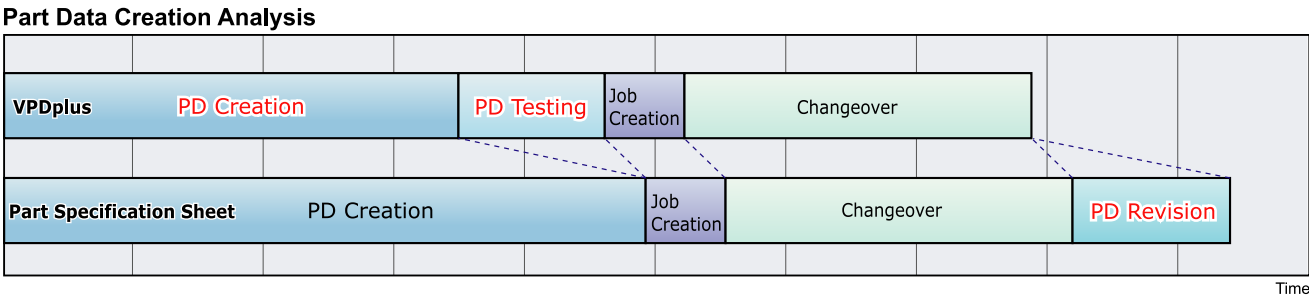 Part Data Creation Analysis
VPDplus
PD Creation
PD Testing
Job
Creation
Changeover
Part Specification Sheet
PD Creation
Job
Creation
Changeover
PD Revision
Time